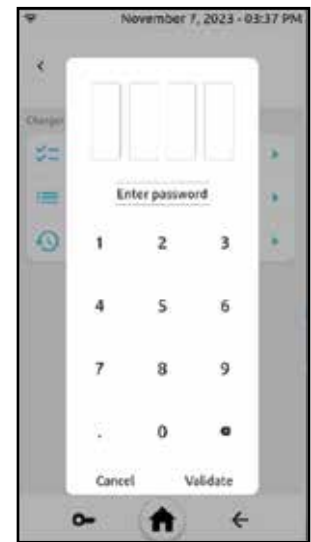 November 7, 2023 - 03:37 PM
Charger
Enter password
1 2 3
4 5 6
7 8 9
. 0
Cancel Validate